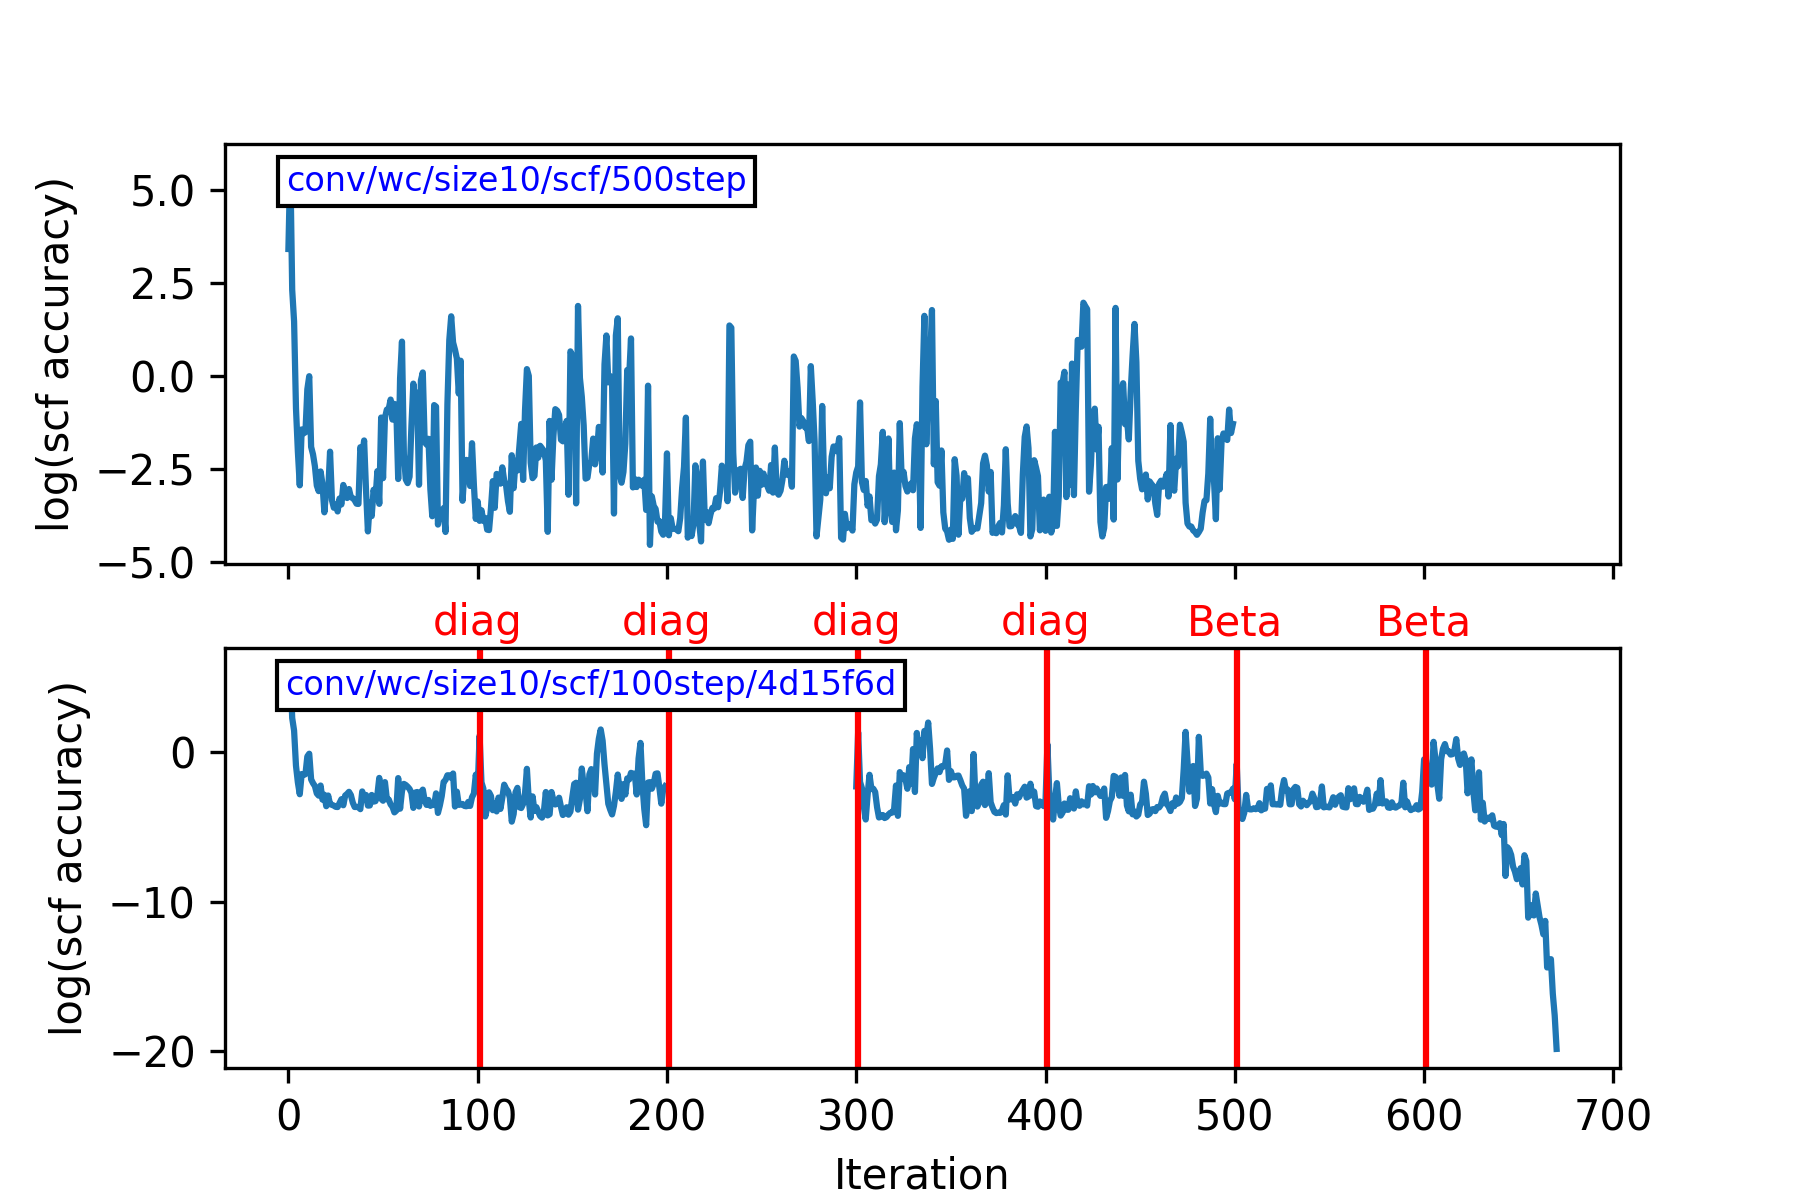 conv/wc/size10/scf/500step
log(scf accuracy)
5.0
2.5
0.0
−2.5
−5.0
diag diag diag diag Beta Beta
conv/wc/size10/scf/100step/4d15f6d
log(scf accuracy)
0
−10
−20
0 100 200 300 400 500 600 700
Iteration